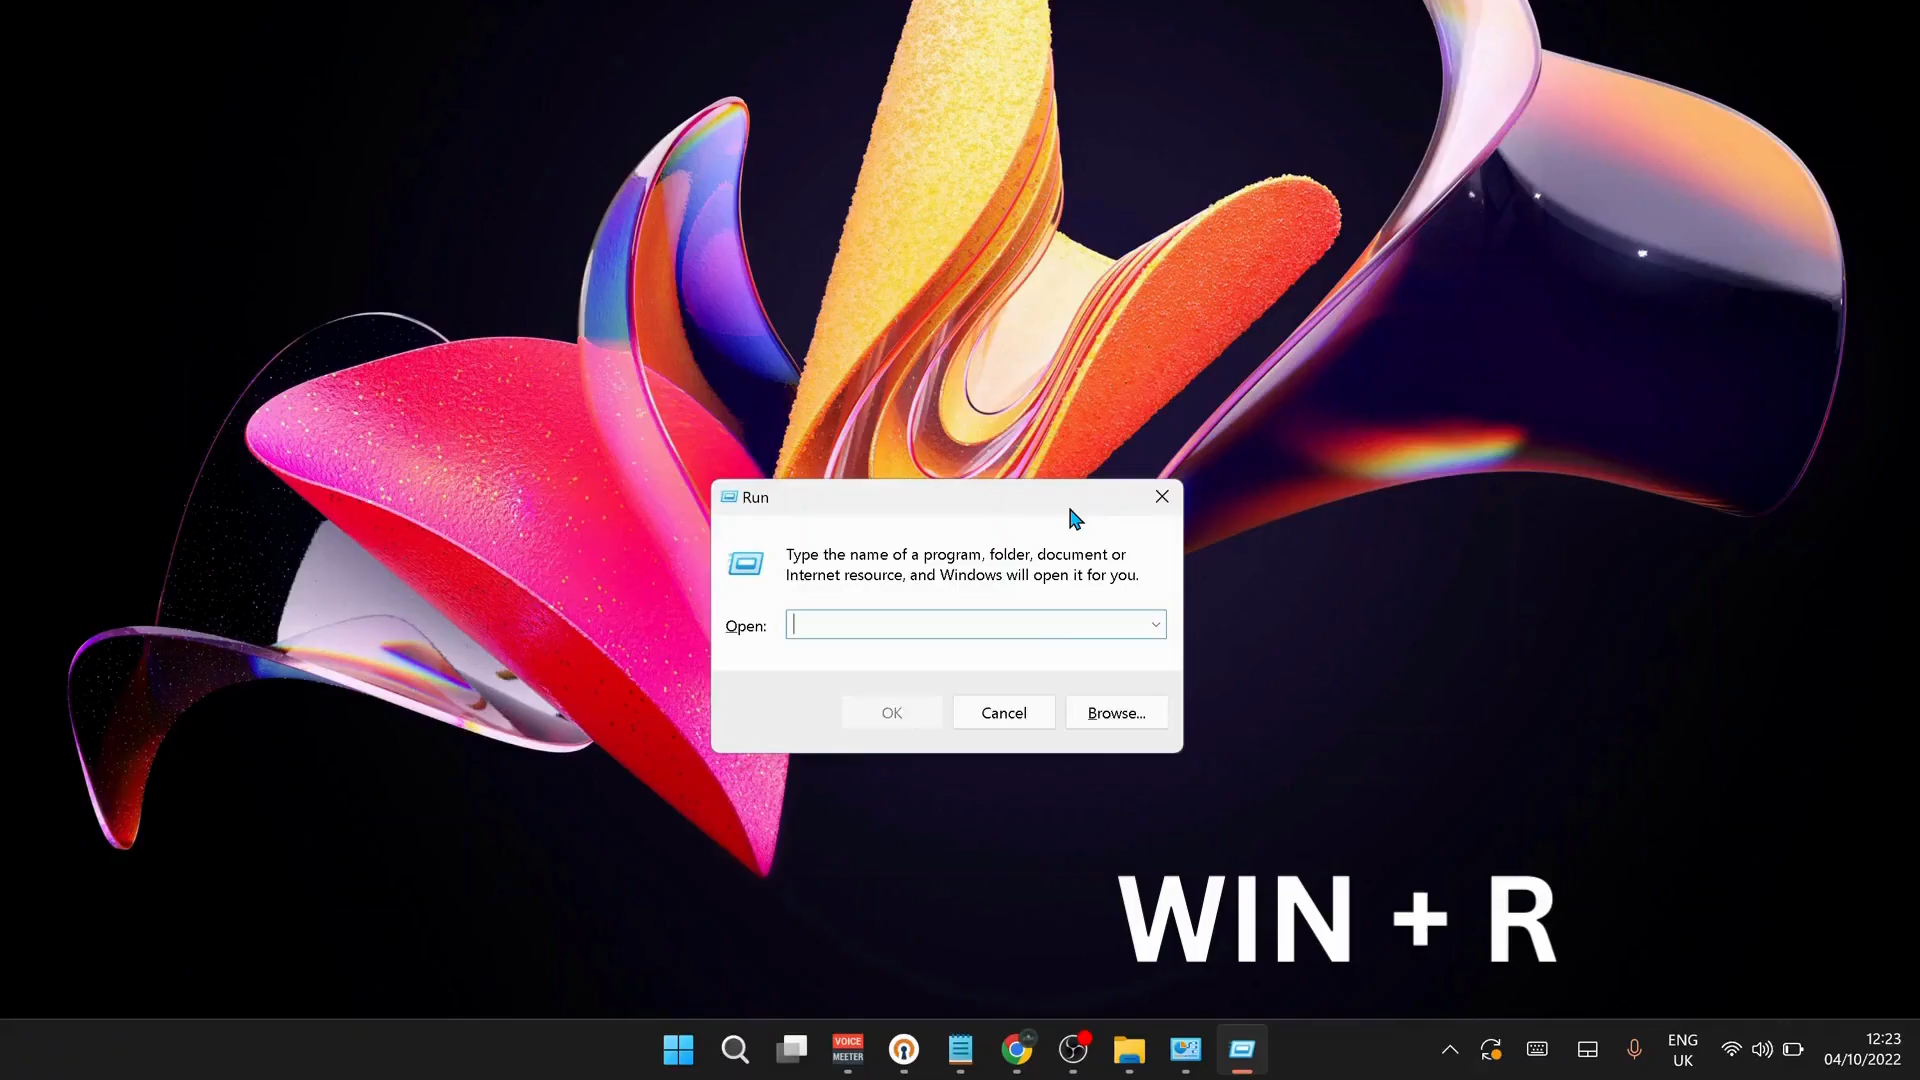 Run
Type the name of a program, folder, document or
Internet resource, and Windows will open it for you.
Open:
OK
Cancel
Browse...
WIN + R
VOICE
MEETER
ENG
UK
12:23
04/10/2022